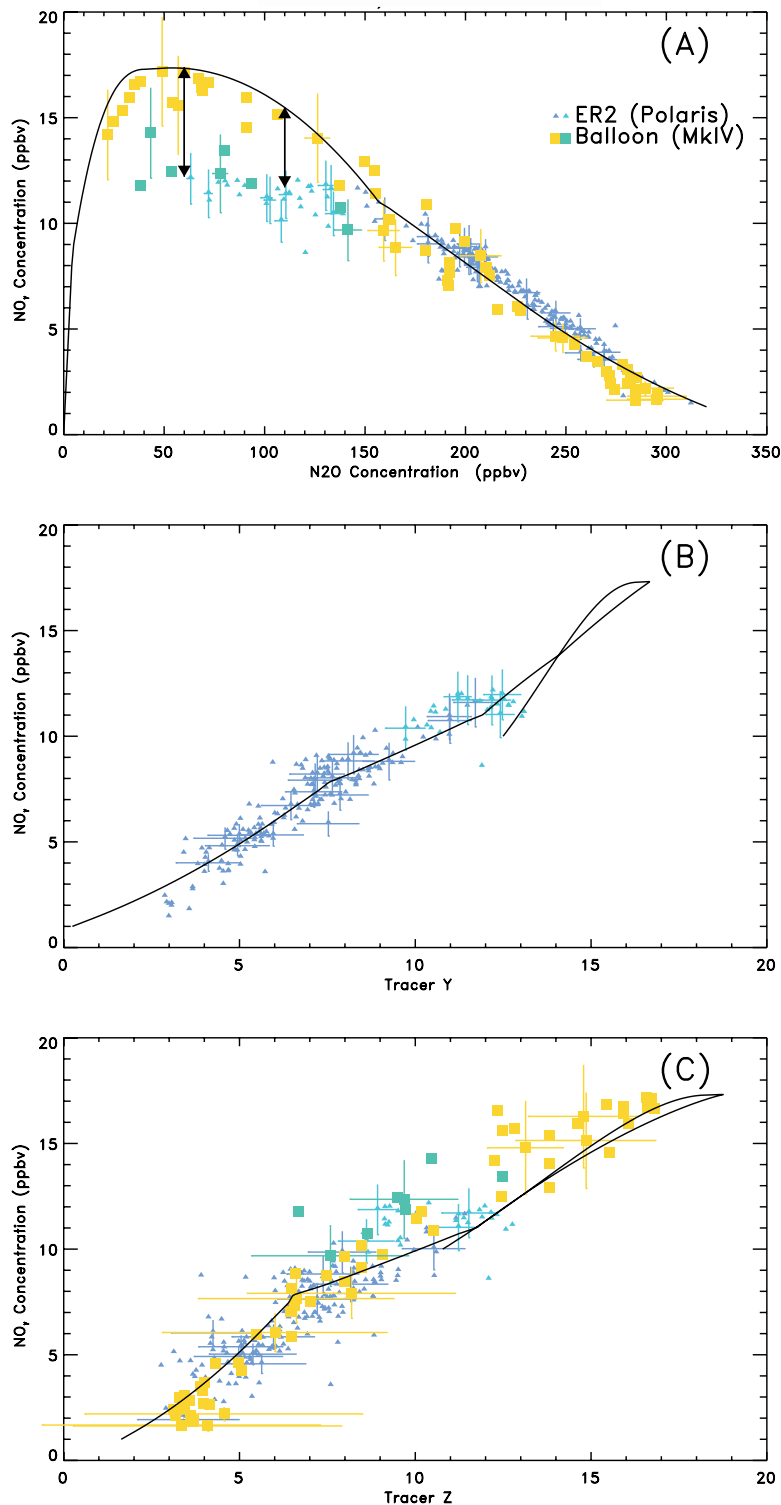 20
15
10
5
0
NOy Concentration (ppbv)
(A)
ER2 (Polaris)
Balloon (MkIV)
0 50 100 150 200 250 300 350
N2O Concentration (ppbv)
20
15
10
5
0
NOy Concentration (ppbv)
(B)
0 5 10 15 20
Tracer Y
20
15
10
5
0
NOy Concentration (ppbv)
(C)
0 5 10 15 20
Tracer Z